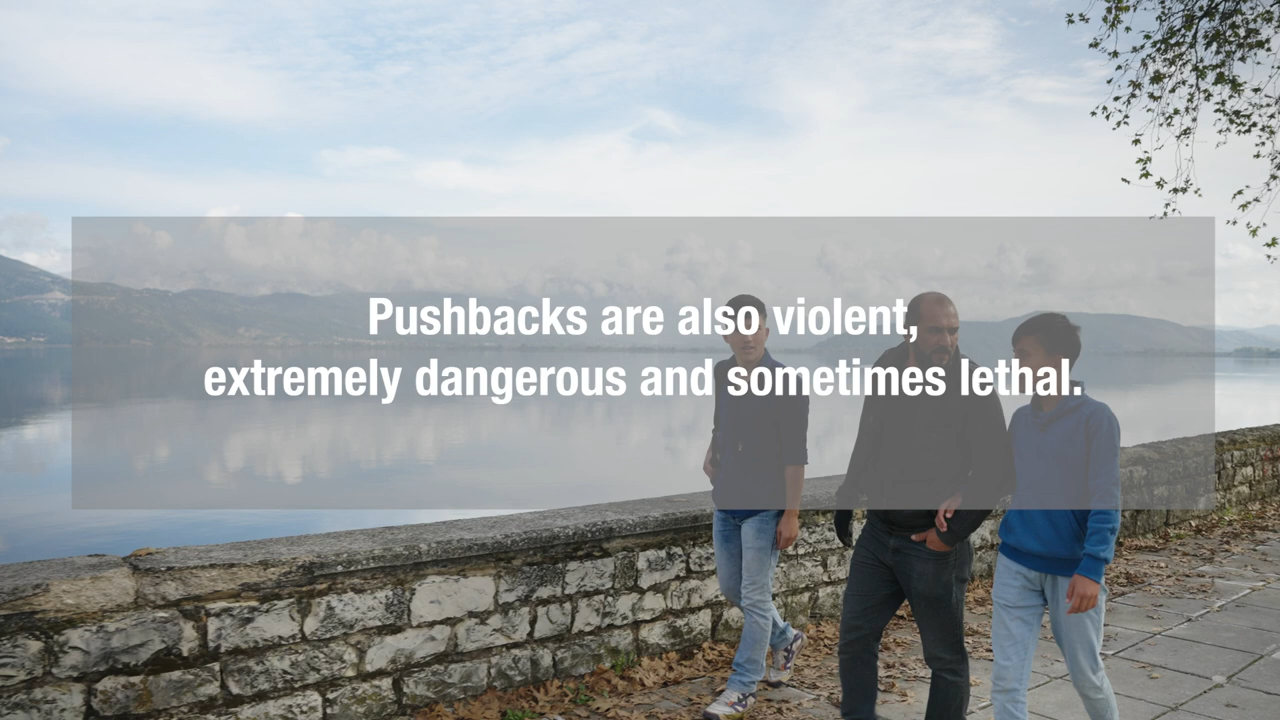 Pushbacks are also violent,
extremely dangerous and sometimes lethal.